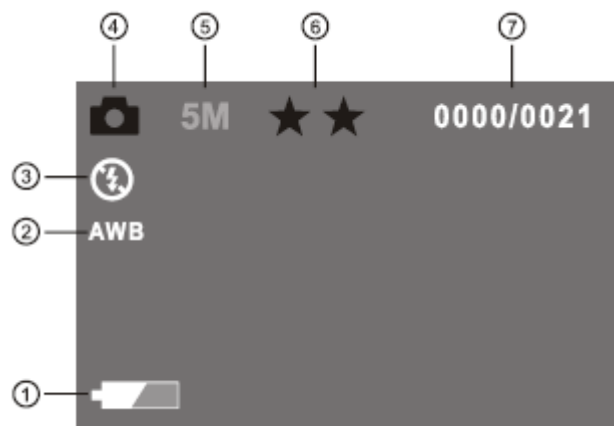 ④ ⑤ ⑥ ⑦
5M ★ ★ 0000/0021
③
② AWB
①